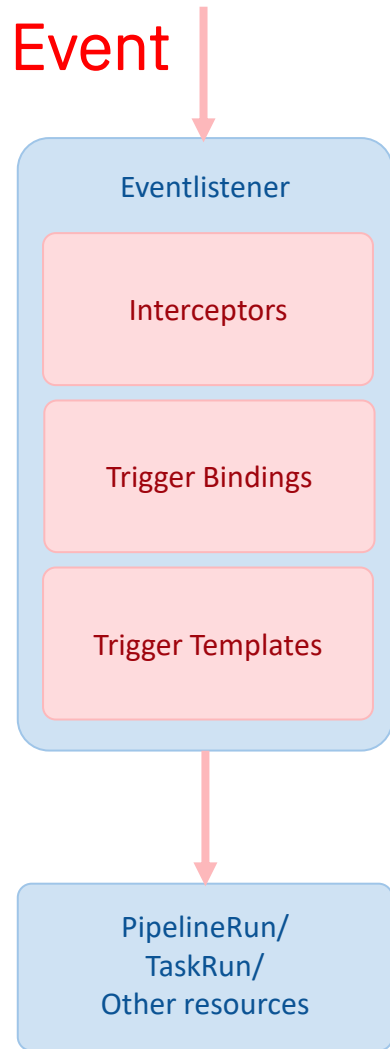 Event
Eventlistener
Interceptors
Trigger Bindings
Trigger Templates
PipelineRun/
TaskRun/
Other resources